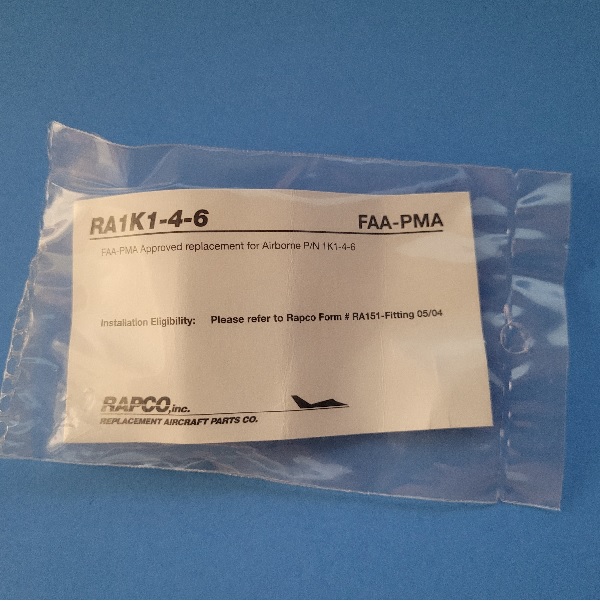 RA1K1-4-6 FAA-PMA
FAA-PMA Approved replacement for Airborne P/N 1K1-4-6
Installation Eligibility: Please refer to Rapco Form # RA151-Fitting 05/04
RAPCO, inc.
REPLACEMENT AIRCRAFT PARTS CO.